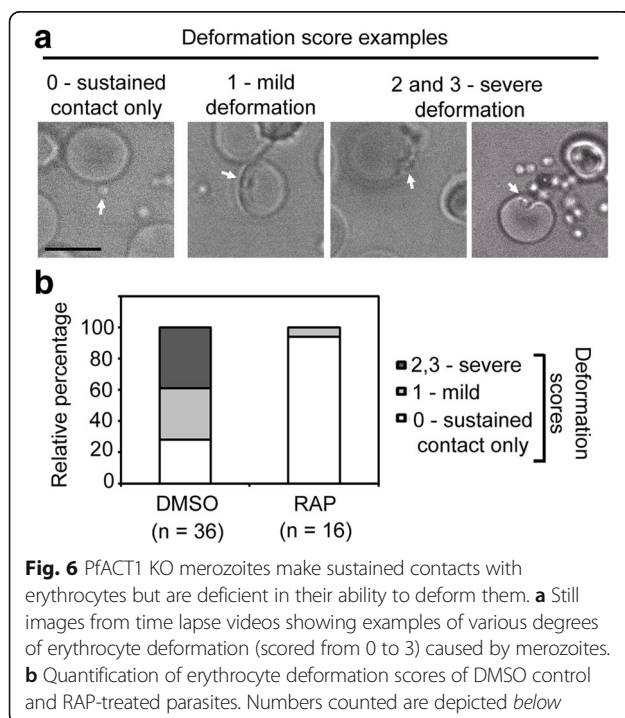 a
Deformation score examples
0 - sustained contact only
1 - mild deformation
2 and 3 - severe deformation
b
Relative percentage
100
80
60
40
20
0
DMSO
(n = 36)
RAP
(n = 16)
2,3 - severe
1 - mild
0 - sustained
contact only
Deformation
scores
Fig. 6 PfACT1 KO merozoites make sustained contacts with
erythrocytes but are deficient in their ability to deform them. a Still
images from time lapse videos showing examples of various degrees
of erythrocyte deformation (scored from 0 to 3) caused by merozoites.
b Quantification of erythrocyte deformation scores of DMSO control
and RAP-treated parasites. Numbers counted are depicted below